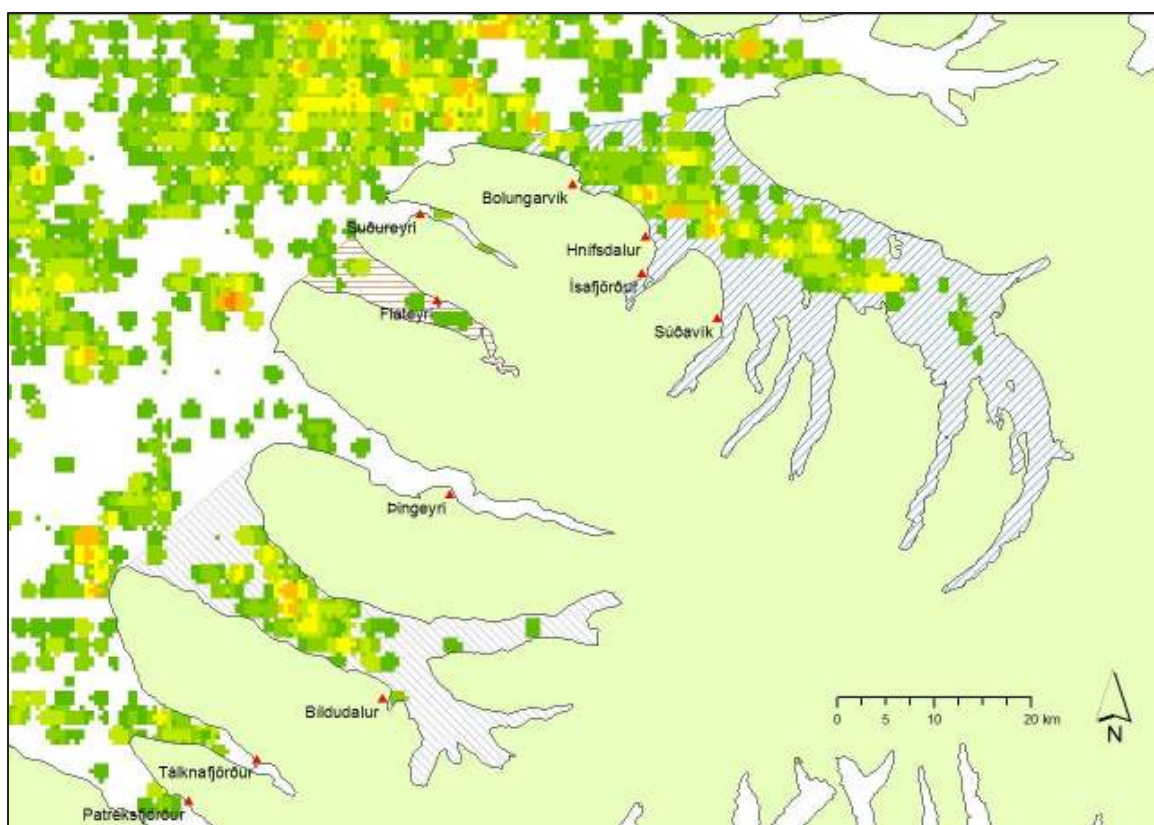 Bolungarvík
Suðureyri
Hnífsdalur
Ísafjörður
Flateyri
Súðavík
Þingeyri
Bíldudalur
0 5 10 20 km
N
Tálknafjörður
Patreksfjörður